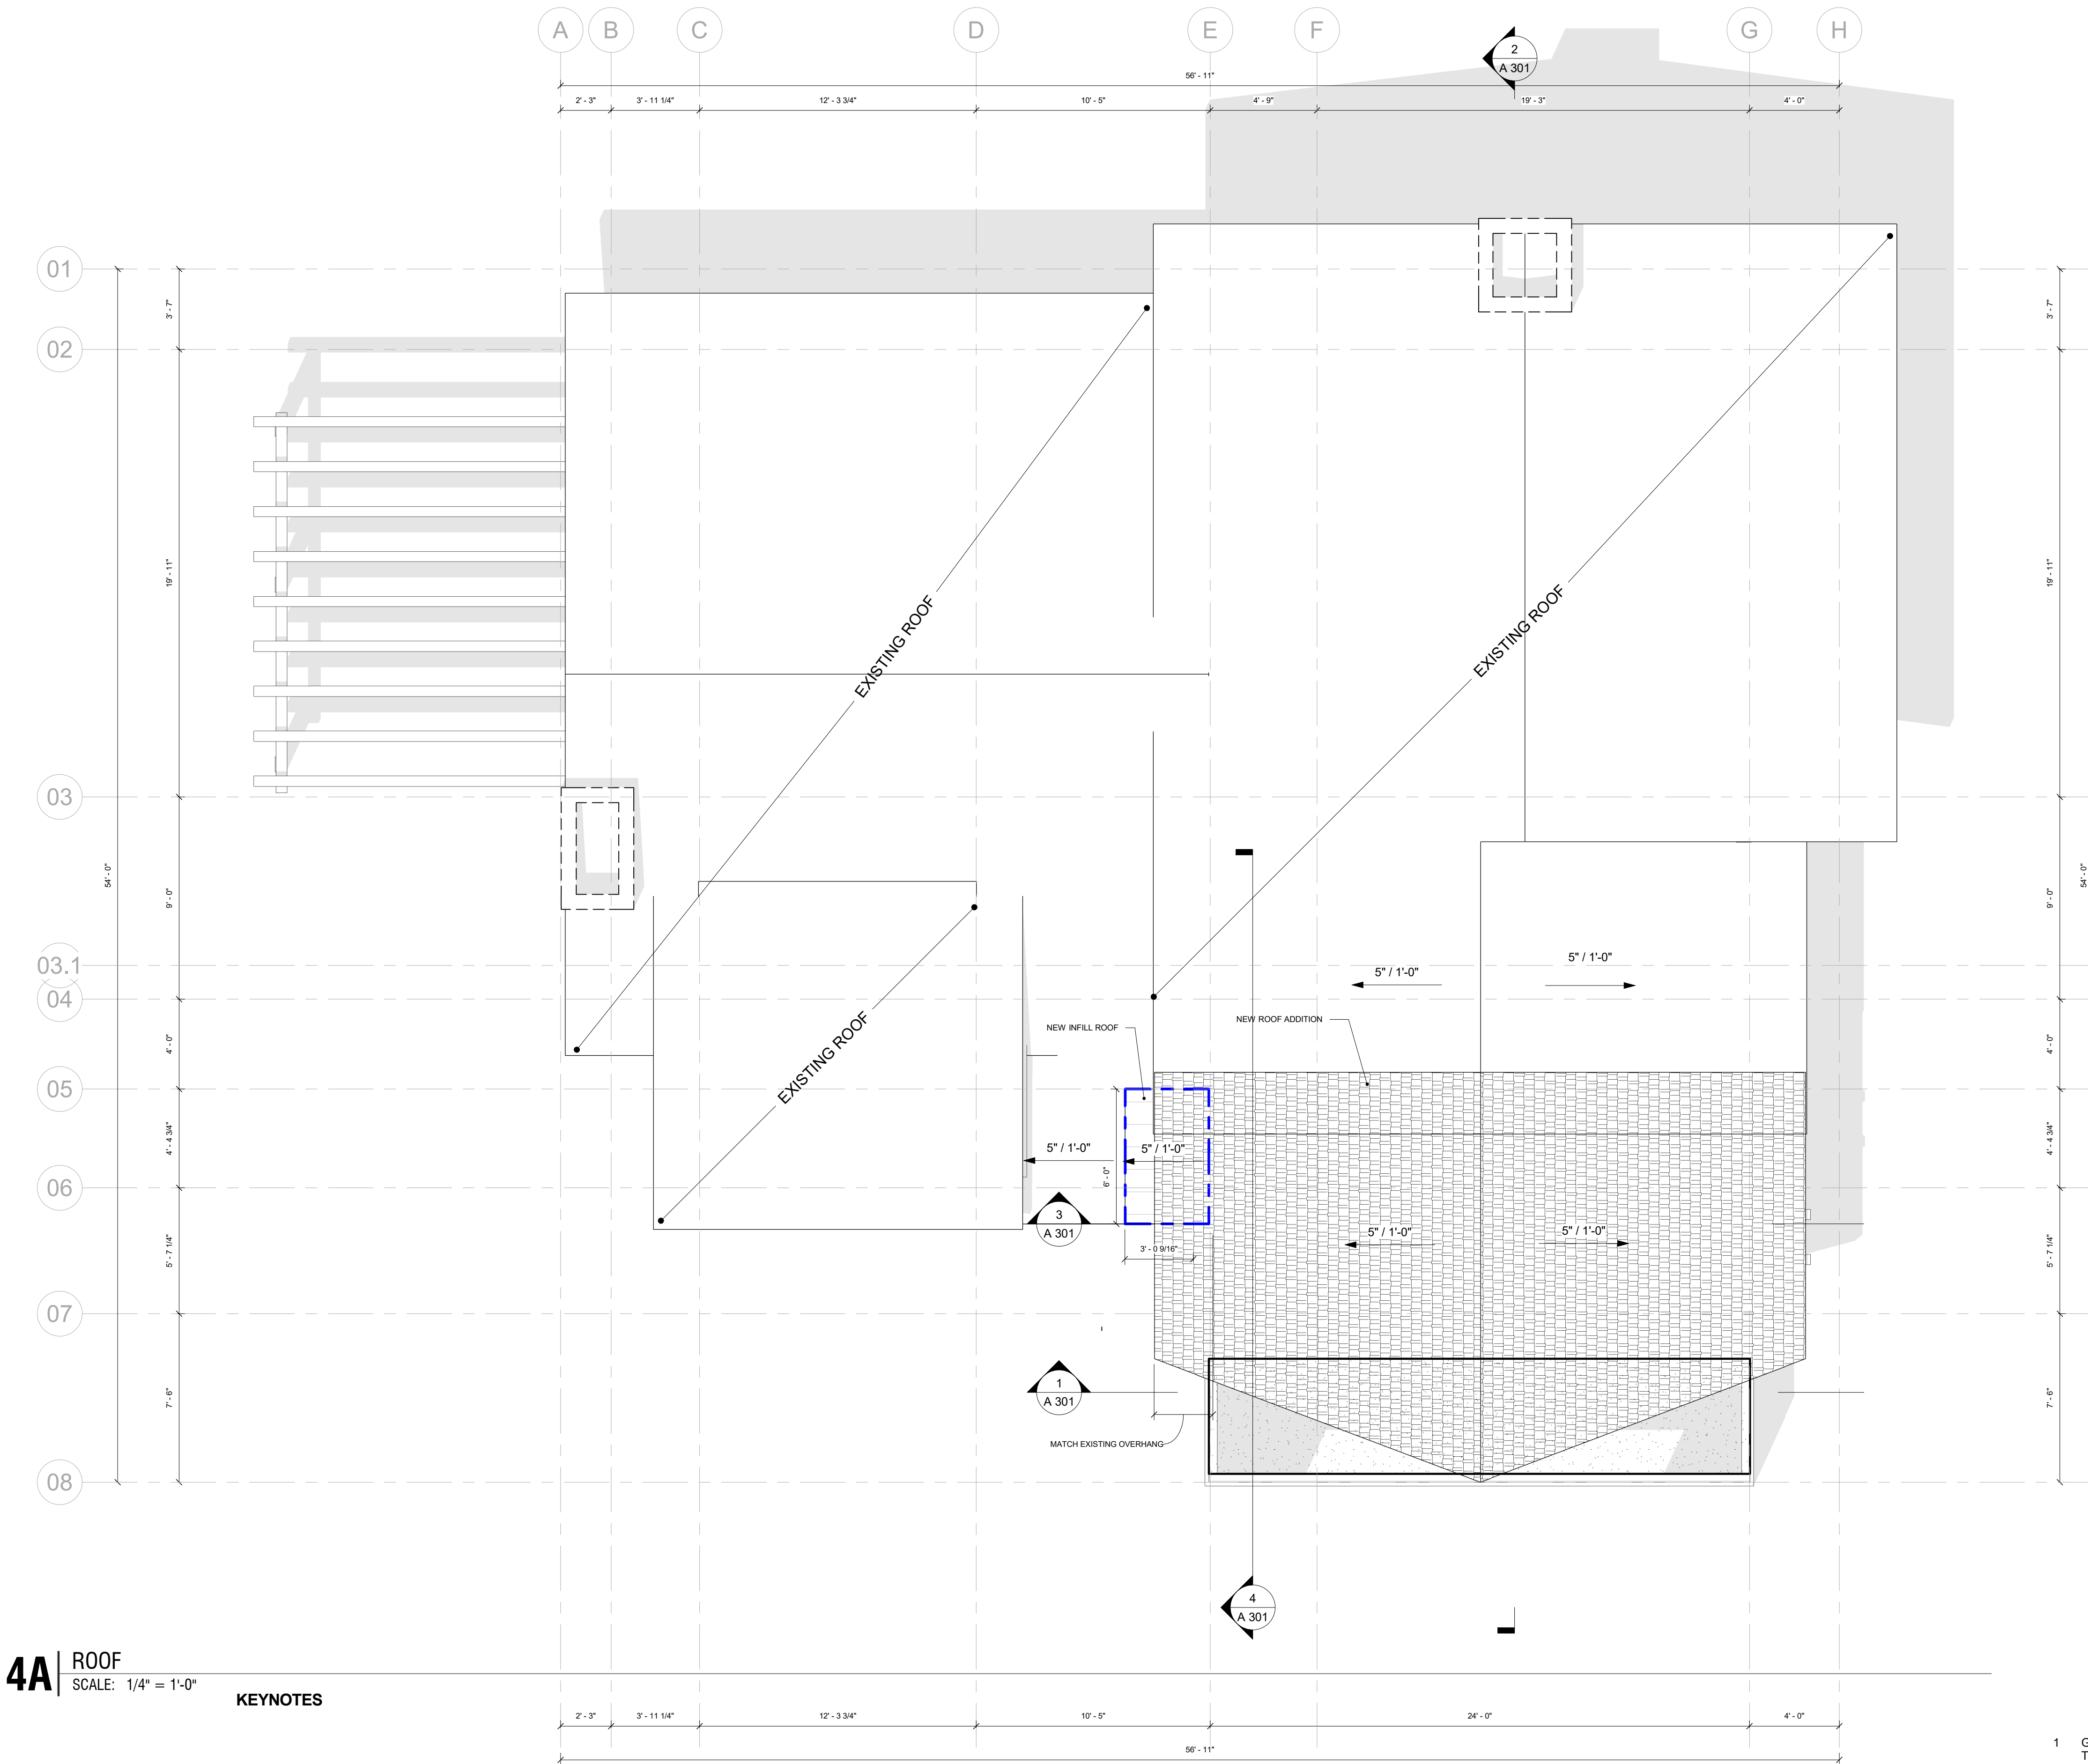 A B C D E F G H
2
A 301
56' - 11"
2' - 3" 3' - 11 1/4" 12' - 3 3/4" 10' - 5" 4' - 9" 19' - 3" 4' - 0"
01
3' - 7" 3' - 7"
02
19' - 11" 19' - 11"
EXISTING ROOF
EXISTING ROOF
03
54' - 0" 54' - 0"
9' - 0" 9' - 0"
03.1
5" / 1'-0" 5" / 1'-0"
04
NEW INFILL ROOF NEW ROOF ADDITION
4' - 0" 4' - 0"
EXISTING ROOF
05
4' - 4 3/4" 4' - 4 3/4"
5" / 1'-0" 5" / 1'-0"
6' - 0"
06
3
A 301
5" / 1'-0" 5" / 1'-0"
3' - 0 9/16"
5' - 7 1/4" 5' - 7 1/4"
07
1
A 301
7' - 6" 7' - 6"
MATCH EXISTING OVERHANG
08
4
A 301
4A ROOF
SCALE: 1/4" = 1'-0"
KEYNOTES
2' - 3" 3' - 11 1/4" 12' - 3 3/4" 10' - 5" 24' - 0" 4' - 0"
56' - 11"
1 G
T